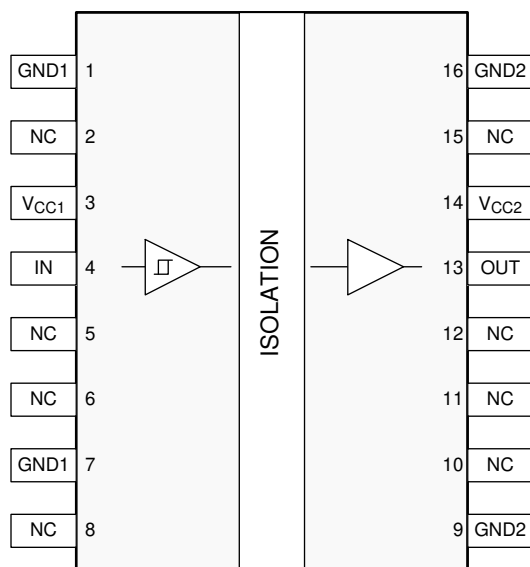 GND1 1 16 GND2
NC 2 15 NC
VCC1 3 14 VCC2
IN 4 13 OUT
NC 5 12 NC
NC 6 11 NC
GND1 7 10 NC
NC 8 9 GND2
ISOLATION